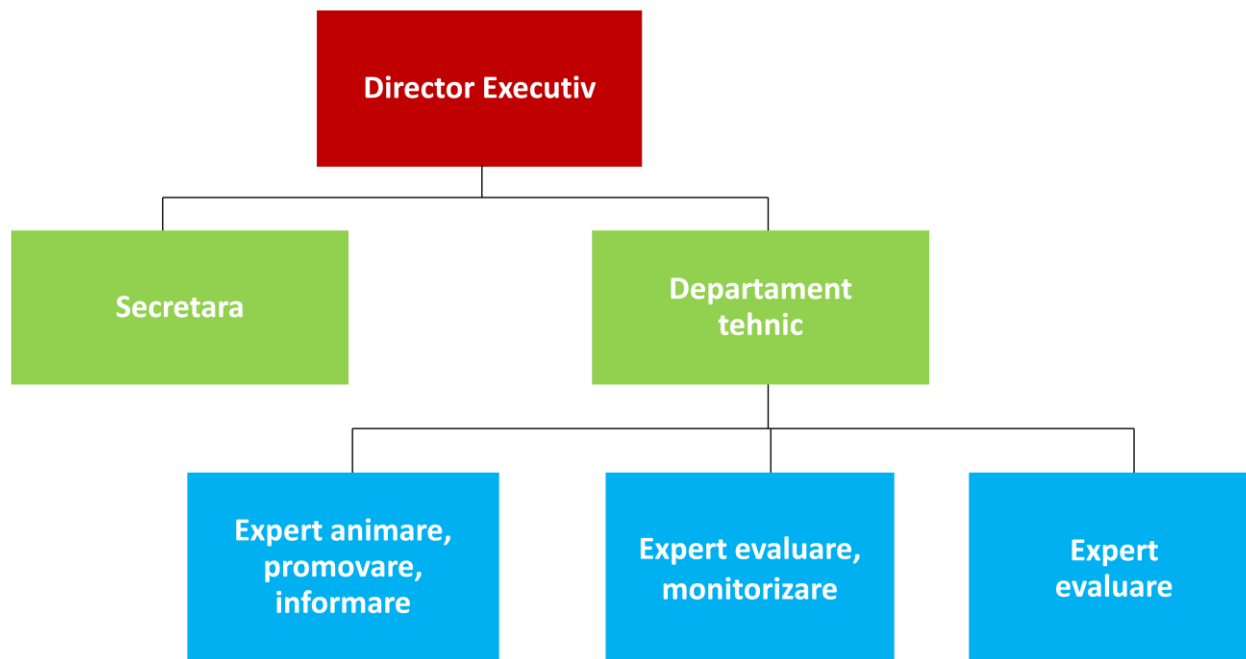 Director Executiv
Secretara
Departament
tehnic
Expert animare,
promovare,
informare
Expert evaluare,
monitorizare
Expert
evaluare